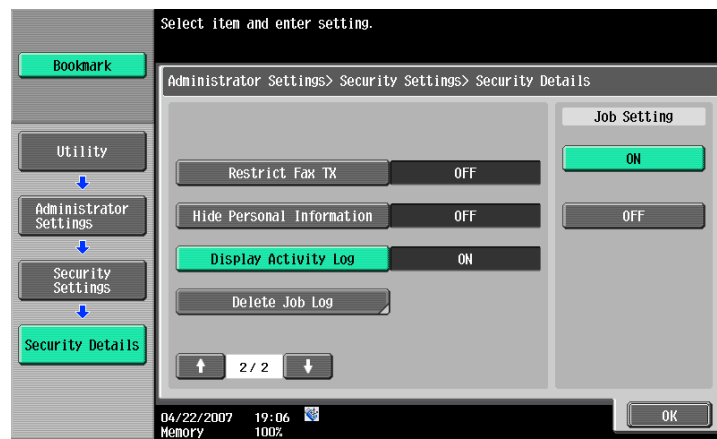 Select item and enter setting.
Bookmark
Administrator Settings> Security Settings> Security Details
Job Setting
Utility
Administrator
Settings
Security
Settings
Security Details
Restrict Fax TX OFF
Hide Personal Information OFF
Display Activity Log ON
Delete Job Log
2/ 2
ON
OFF
04/22/2007 19:06
Memory 100%
OK